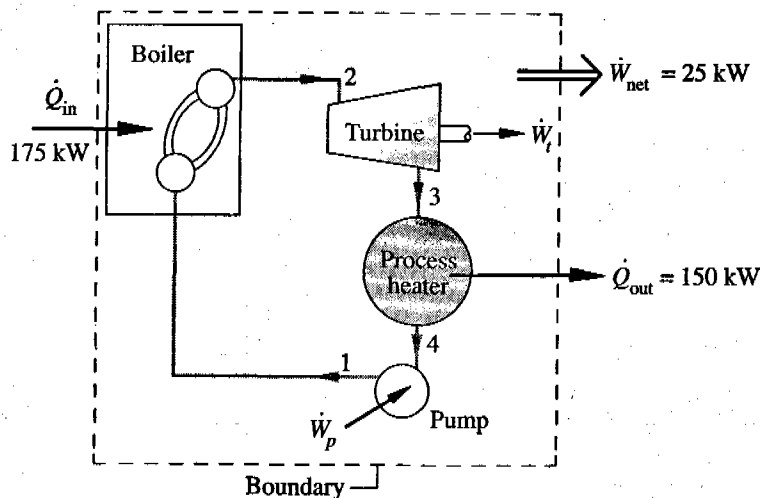 Boiler
2
Ẇnet = 25 kW
Q̇in
175 kW
Turbine
Ẇt
3
Process
heater
Q̇out = 150 kW
4
1
Ẇp
Pump
Boundary